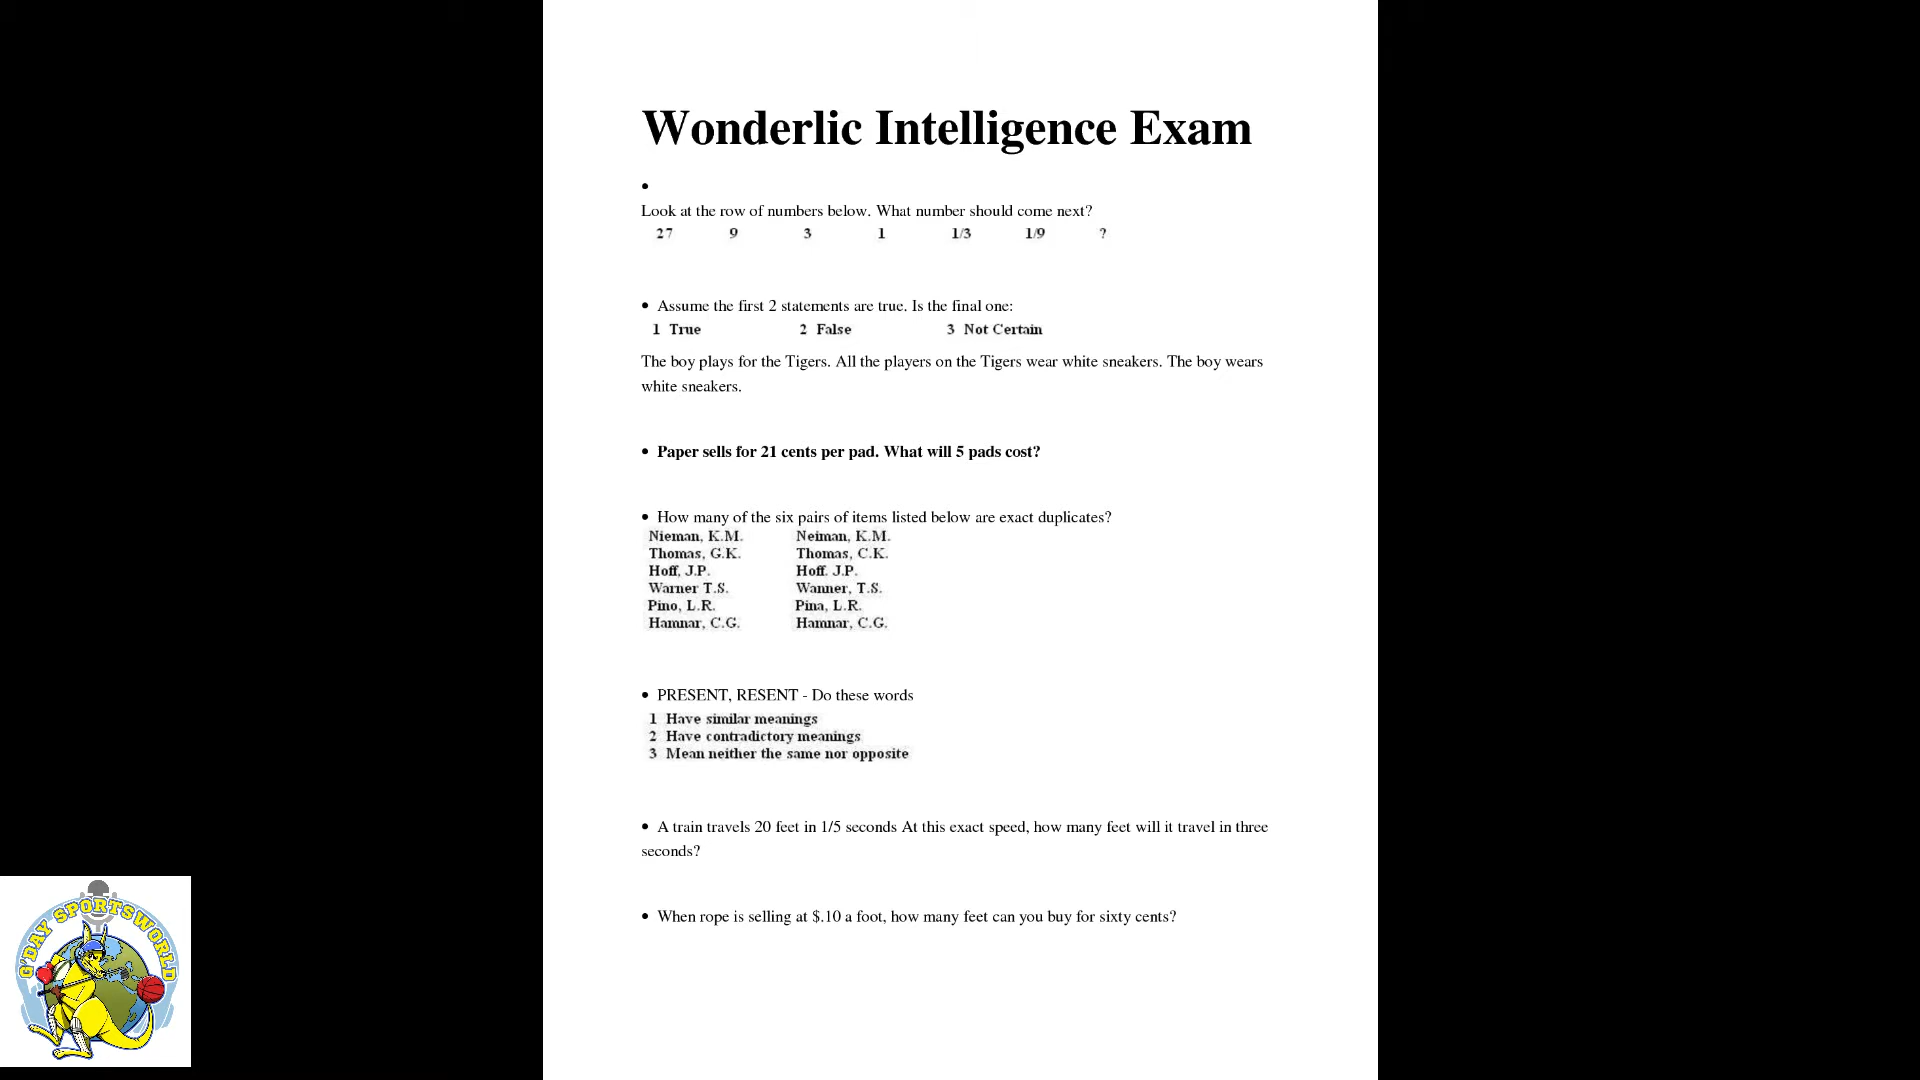 Wonderlic Intelligence Exam
•
Look at the row of numbers below. What number should come next?
27 9 3 1 1/3 1/9 ?
• Assume the first 2 statements are true. Is the final one:
1 True 2 False 3 Not Certain
The boy plays for the Tigers. All the players on the Tigers wear white sneakers. The boy wears
white sneakers.
• Paper sells for 21 cents per pad. What will 5 pads cost?
• How many of the six pairs of items listed below are exact duplicates?
Nieman, K.M. Neiman, K.M.
Thomas, G.K. Thomas, C.K.
Hoff, J.P. Hoff. J.P.
Warner T.S. Wanner, T.S.
Pino, L.R. Pina, L.R.
Hamnar, C.G. Hamnar, C.G.
• PRESENT, RESENT - Do these words
1 Have similar meanings
2 Have contradictory meanings
3 Mean neither the same nor opposite
• A train travels 20 feet in 1/5 seconds At this exact speed, how many feet will it travel in three
seconds?
• When rope is selling at $.10 a foot, how many feet can you buy for sixty cents?
G'DAY SPORTSWORLD